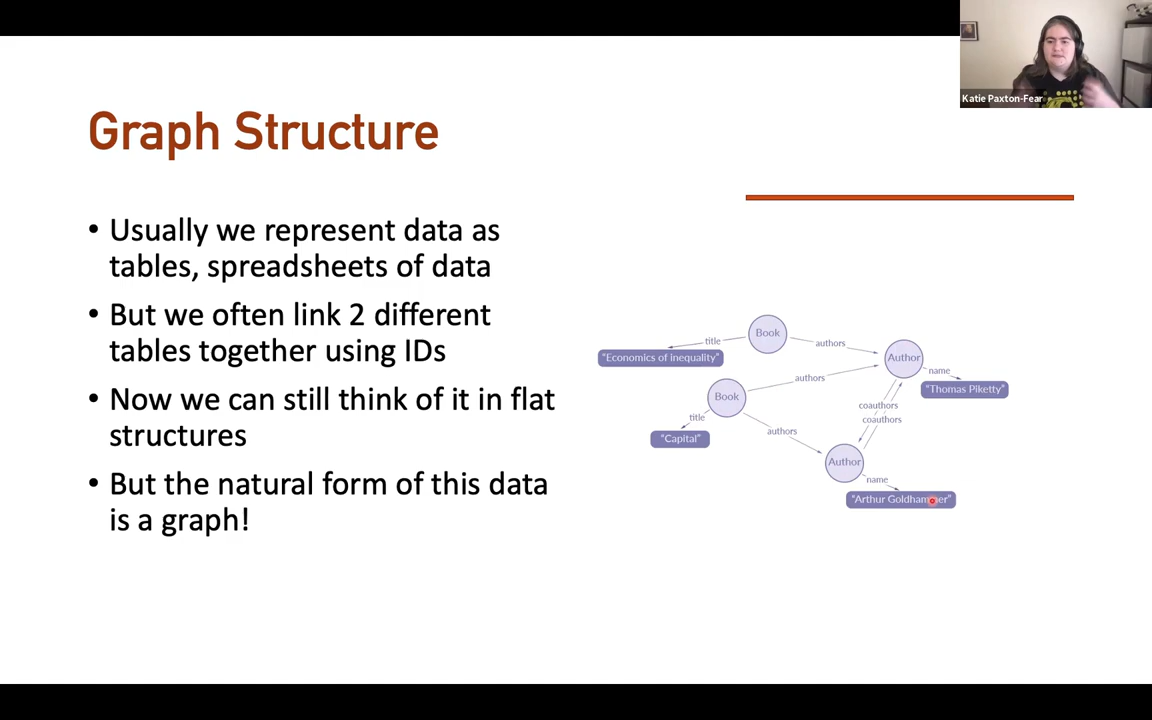 Katie Paxton-Fear
Graph Structure
• Usually we represent data as
tables, spreadsheets of data
• But we often link 2 different
tables together using IDs
• Now we can still think of it in flat
structures
• But the natural form of this data
is a graph!
Book
title
authors
"Economics of inequality"
Author
name
authors
"Thomas Piketty"
Book
coauthors
coauthors
title
authors
"Capital"
Author
name
"Arthur Goldhammer"